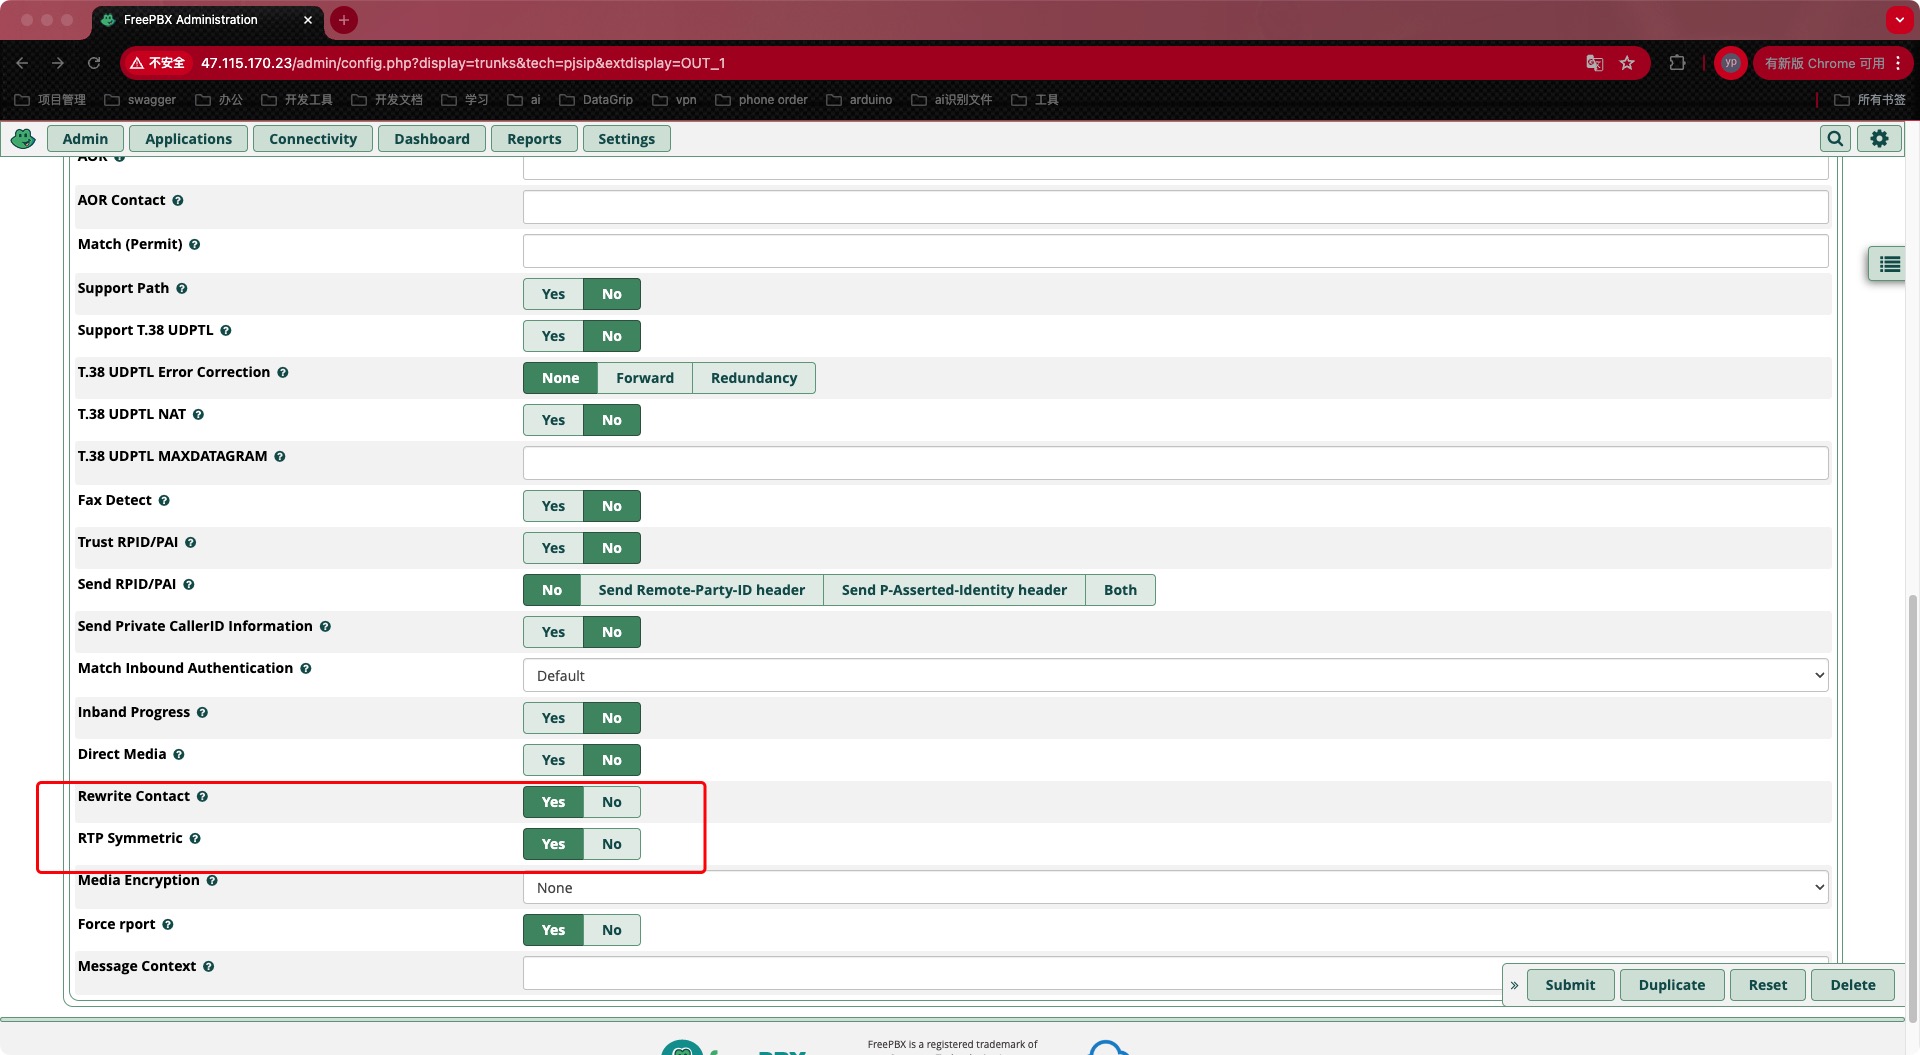 FreePBX Administration
不安全
47.115.170.23/admin/config.php?display=trunks&tech=pjsip&extdisplay=OUT_1
yp
有新版 Chrome 可用
项目管理 swagger 办公 开发工具 开发文档 学习 ai DataGrip vpn phone order arduino ai识别文件 工具 所有书签
Admin Applications Connectivity Dashboard Reports Settings
AOR
AOR Contact
Match (Permit)
Support Path Yes No
Support T.38 UDPTL Yes No
T.38 UDPTL Error Correction None Forward Redundancy
T.38 UDPTL NAT Yes No
T.38 UDPTL MAXDATAGRAM
Fax Detect Yes No
Trust RPID/PAI Yes No
Send RPID/PAI No Send Remote-Party-ID header Send P-Asserted-Identity header Both
Send Private CallerID Information Yes No
Match Inbound Authentication Default
Inband Progress Yes No
Direct Media Yes No
Rewrite Contact Yes No
RTP Symmetric Yes No
Media Encryption None
Force rport Yes No
Message Context
» Submit Duplicate Reset Delete
FreePBX is a registered trademark of